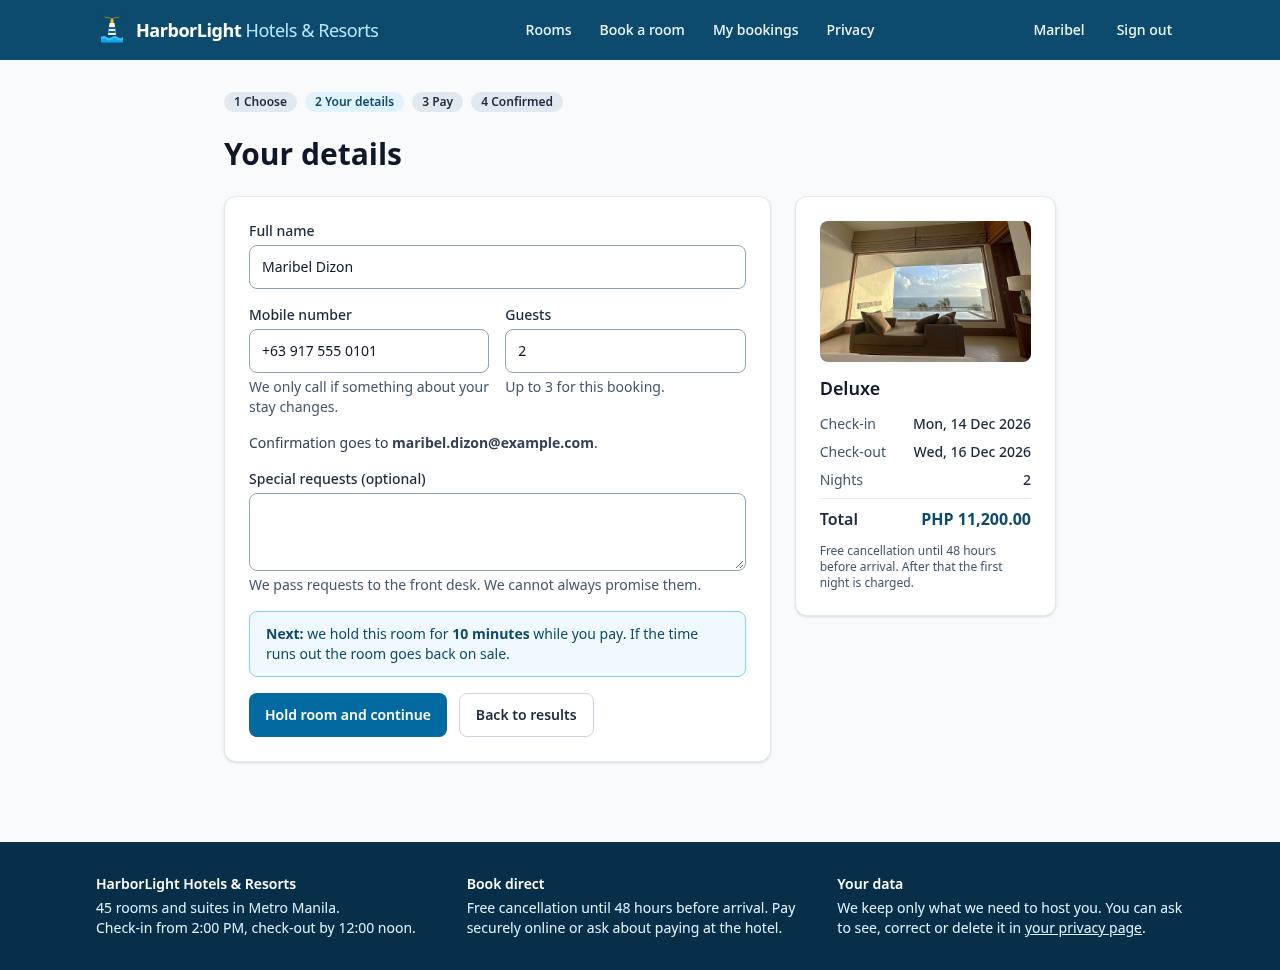 HarborLight Hotels & Resorts
Rooms
Book a room
My bookings
Privacy
Maribel
Sign out
1 Choose
2 Your details
3 Pay
4 Confirmed
Your details
Full name
Maribel Dizon
Mobile number
+63 917 555 0101
We only call if something about your
stay changes.
Guests
2
Up to 3 for this booking.
Confirmation goes to maribel.dizon@example.com.
Special requests (optional)
We pass requests to the front desk. We cannot always promise them.
Next: we hold this room for 10 minutes while you pay. If the time
runs out the room goes back on sale.
Hold room and continue
Back to results
Deluxe
Check-in Mon, 14 Dec 2026
Check-out Wed, 16 Dec 2026
Nights 2
Total PHP 11,200.00
Free cancellation until 48 hours
before arrival. After that the first
night is charged.
HarborLight Hotels & Resorts
45 rooms and suites in Metro Manila.
Check-in from 2:00 PM, check-out by 12:00 noon.
Book direct
Free cancellation until 48 hours before arrival. Pay
securely online or ask about paying at the hotel.
Your data
We keep only what we need to host you. You can ask
to see, correct or delete it in your privacy page.